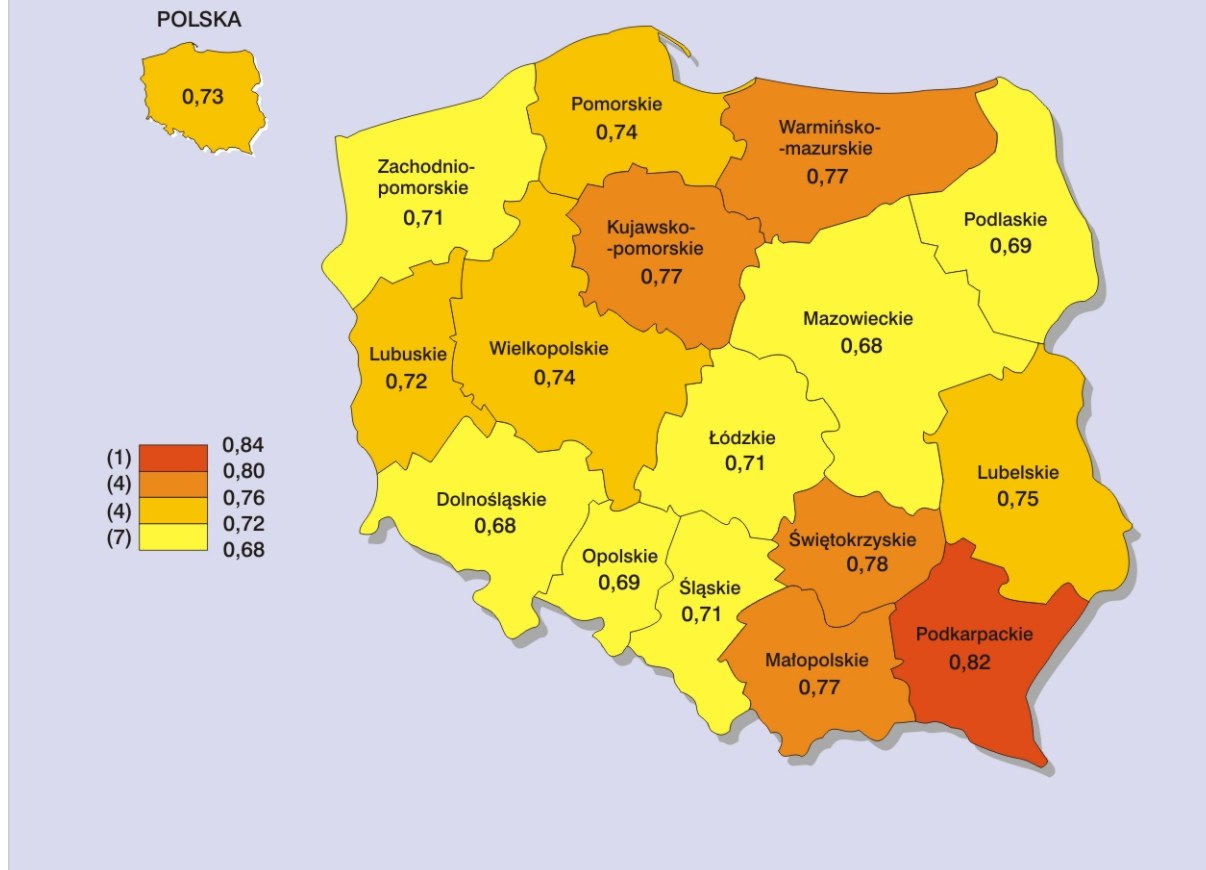 POLSKA
0,73
Pomorskie
0,74
Warmińsko-
-mazurskie
0,77
Zachodnio-
pomorskie
0,71
Podlaskie
0,69
Kujawsko-
-pomorskie
0,77
Mazowieckie
0,68
Lubuskie
0,72
Wielkopolskie
0,74
Łódzkie
0,71
Lubelskie
0,75
Dolnośląskie
0,68
Opolskie
0,69
Śląskie
0,71
Świętokrzyskie
0,78
Małopolskie
0,77
Podkarpackie
0,82
0,84
(1)
0,80
(4)
0,76
(4)
0,72
(7)
0,68